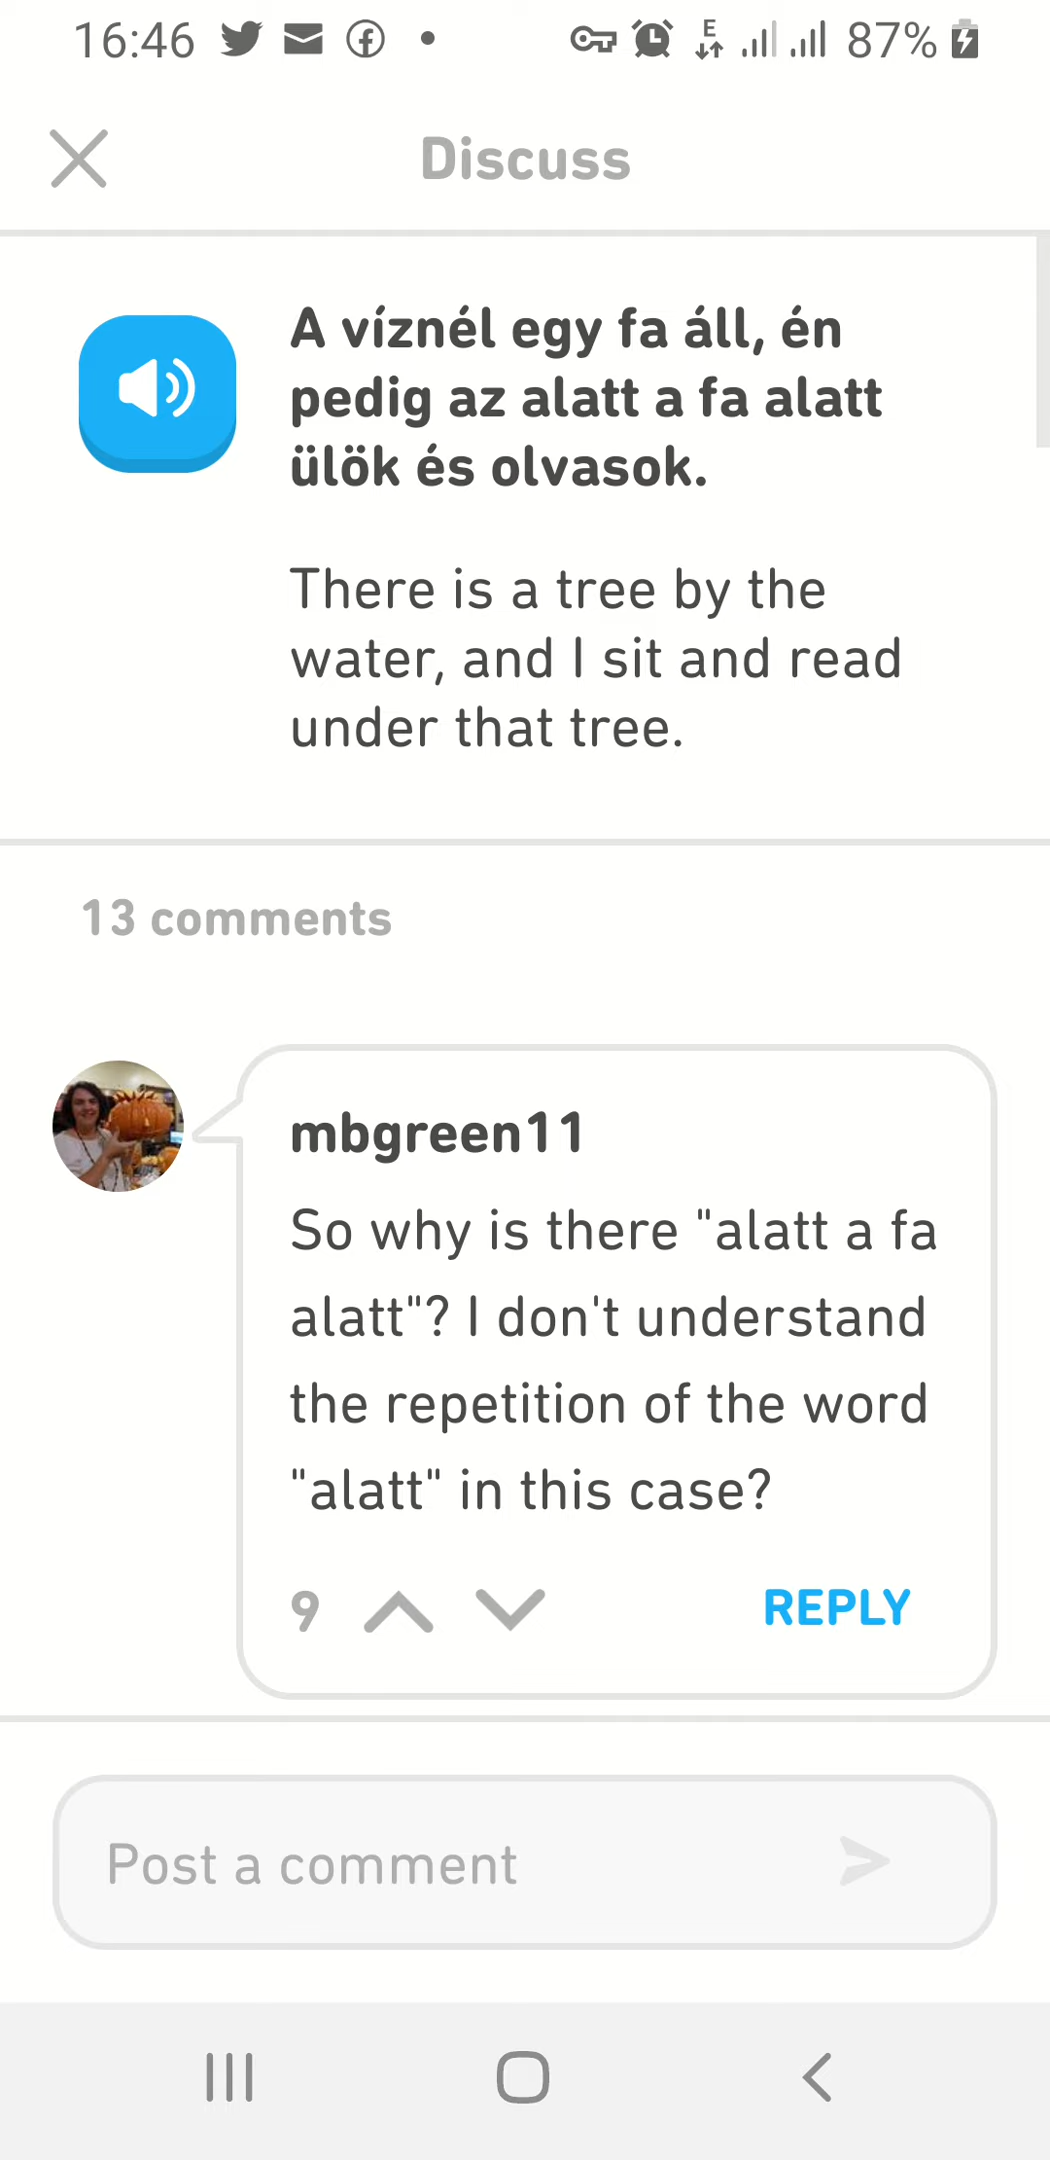 16:46 87%
Discuss
A víznél egy fa áll, én
pedig az alatt a fa alatt
ülök és olvasok.
There is a tree by the
water, and I sit and read
under that tree.
13 comments
mbgreen11
So why is there "alatt a fa
alatt"? I don't understand
the repetition of the word
"alatt" in this case?
9 REPLY
Post a comment